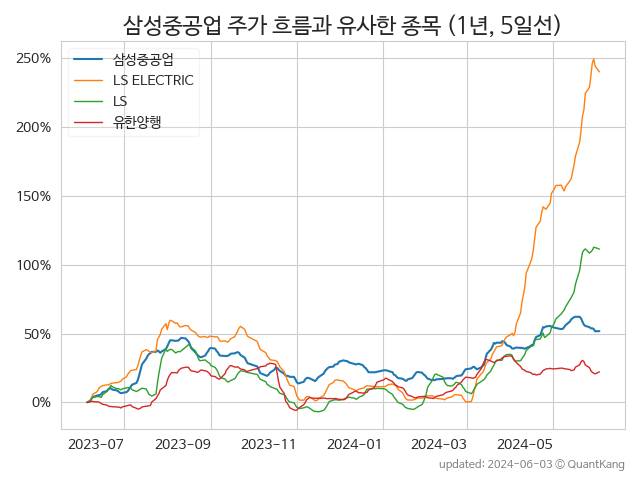 삼성중공업 주가 흐름과 유사한 종목 (1년, 5일선)
250%
200%
150%
100%
50%
0%
삼성중공업
LS ELECTRIC
LS
유한양행
2023-07
2023-09
2023-11
2024-01
2024-03
2024-05
updated: 2024-06-03 © QuantKang